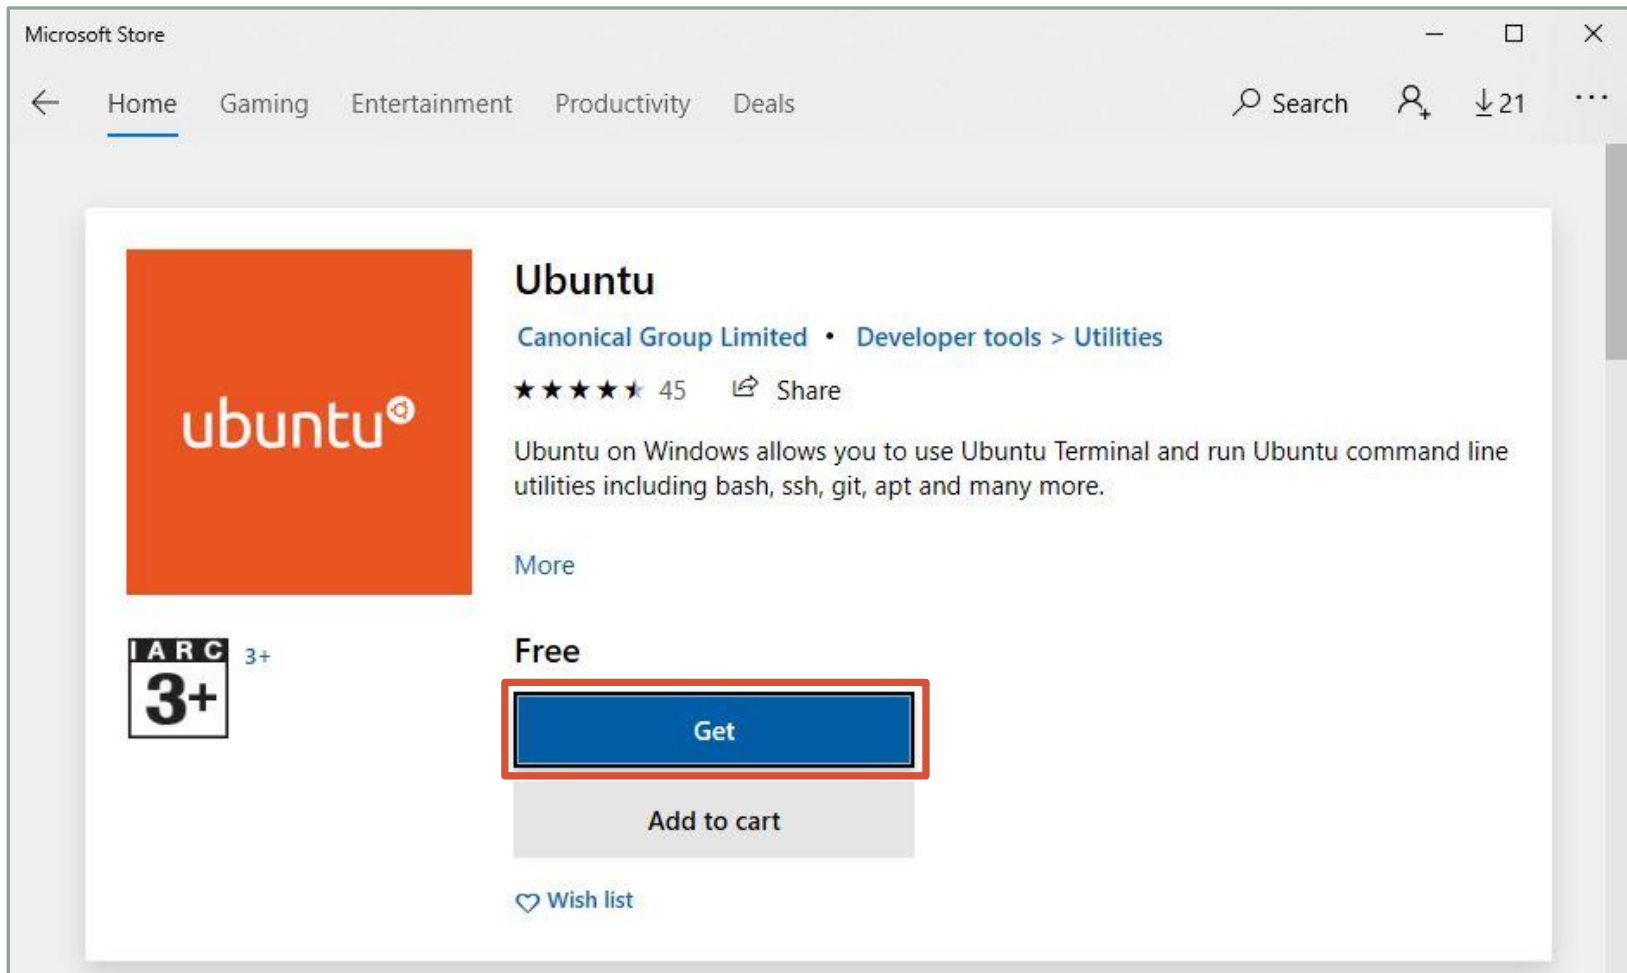 Microsoft Store
Home Gaming Entertainment Productivity Deals Search 21
ubuntu
Ubuntu
Canonical Group Limited • Developer tools > Utilities
45 Share
Ubuntu on Windows allows you to use Ubuntu Terminal and run Ubuntu command line
utilities including bash, ssh, git, apt and many more.
More
IARC
3+
3+
Free
Get
Add to cart
Wish list